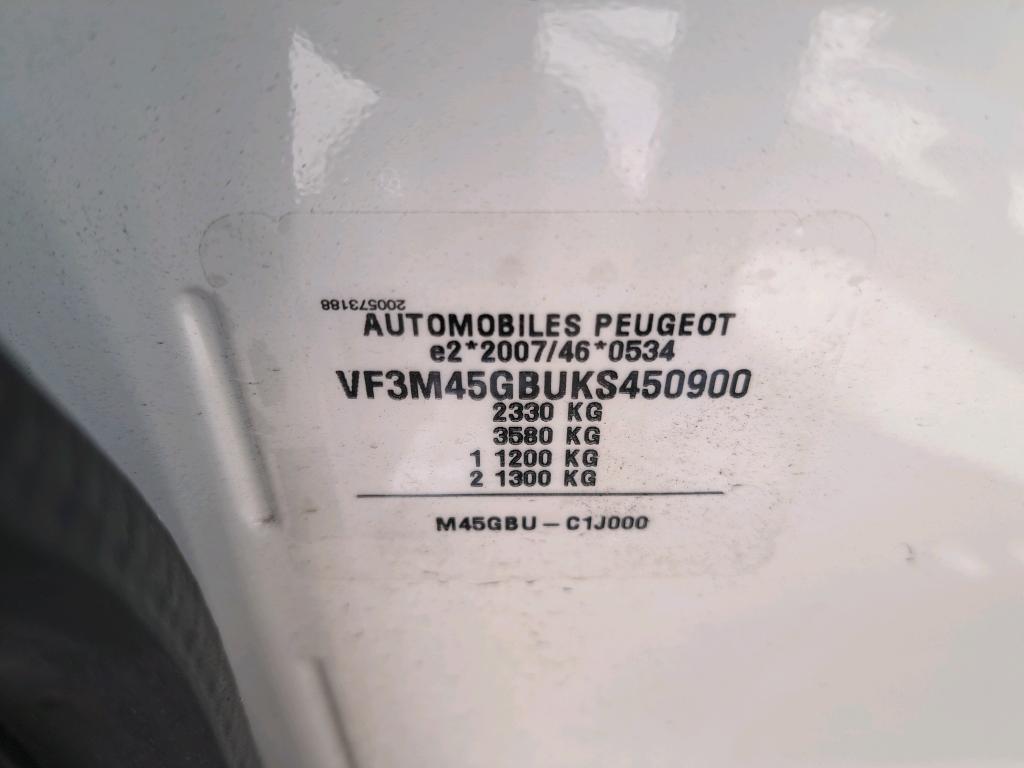 200573188
AUTOMOBILES PEUGEOT
e2*2007/46*0534
VF3M45GBUKS450900
2330 KG
3580 KG
1 1200 KG
2 1300 KG
M45GBU – C1J000